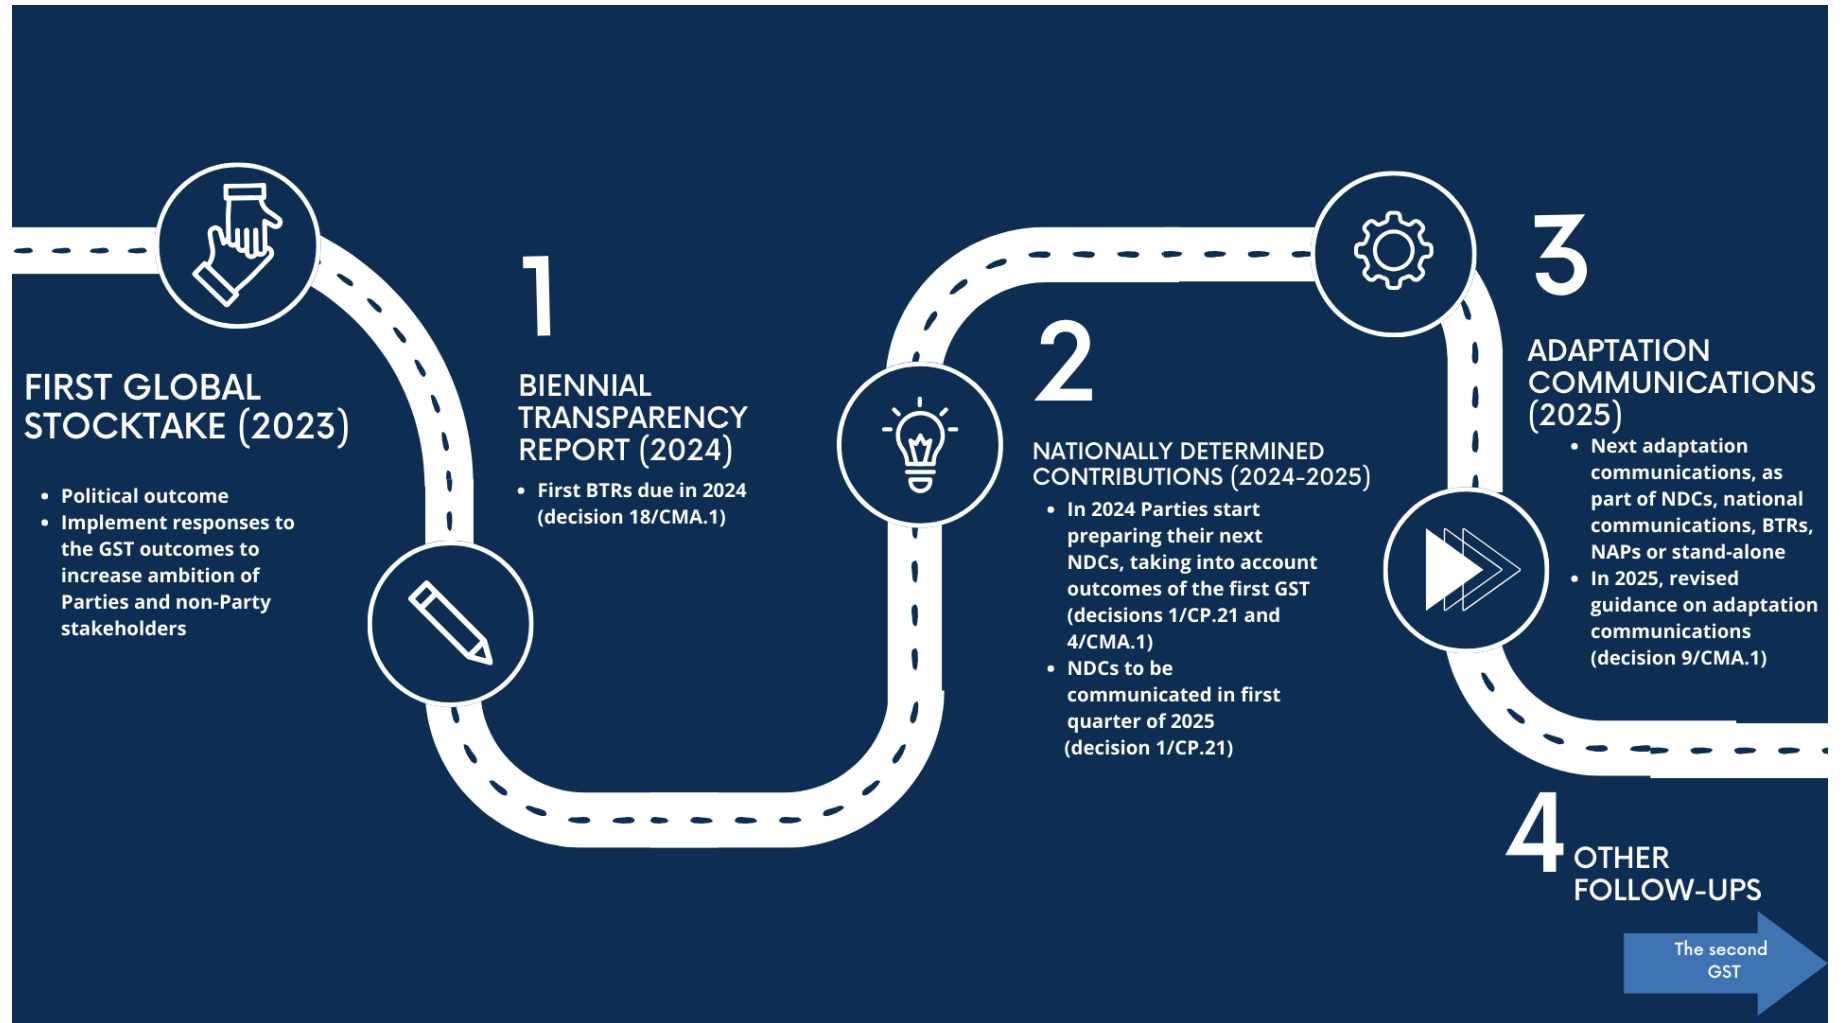 FIRST GLOBAL
STOCKTAKE (2023)
• Political outcome
• Implement responses to
the GST outcomes to
increase ambition of
Parties and non-Party
stakeholders
1
BIENNIAL
TRANSPARENCY
REPORT (2024)
• First BTRs due in 2024
(decision 18/CMA.1)
2
NATIONALLY DETERMINED
CONTRIBUTIONS (2024-2025)
• In 2024 Parties start
preparing their next
NDCs, taking into account
outcomes of the first GST
(decisions 1/CP.21 and
4/CMA.1)
• NDCs to be
communicated in first
quarter of 2025
(decision 1/CP.21)
3
ADAPTATION
COMMUNICATIONS
(2025)
• Next adaptation
communications, as
part of NDCs, national
communications, BTRs,
NAPs or stand-alone
• In 2025, revised
guidance on adaptation
communications
(decision 9/CMA.1)
4
OTHER
FOLLOW-UPS
The second
GST